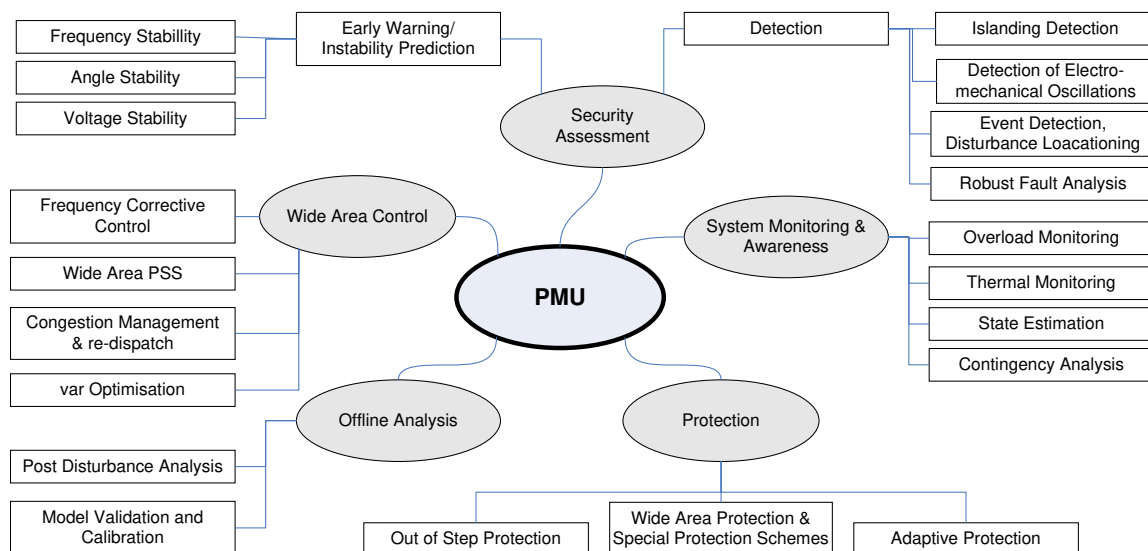 Early Warning/
Instability Prediction
Detection
Frequency Stabillity
Angle Stability
Voltage Stability
Islanding Detection
Detection of Electro-
mechanical Oscillations
Event Detection,
Disturbance Loacationing
Robust Fault Analysis
Security
Assessment
Wide Area Control
Frequency Corrective
Control
Wide Area PSS
Congestion Management
& re-dispatch
var Optimisation
System Monitoring &
Awareness
Overload Monitoring
Thermal Monitoring
State Estimation
Contingency Analysis
PMU
Offline Analysis
Post Disturbance Analysis
Model Validation and
Calibration
Protection
Out of Step Protection
Wide Area Protection &
Special Protection Schemes
Adaptive Protection